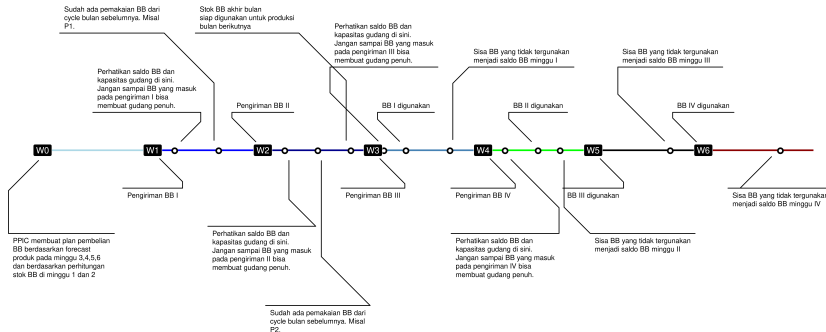 Sudah ada pemakaian BB dari
cycle bulan sebelumnya. Misal
P1.
Stok BB akhir bulan
siap digunakan untuk produksi
bulan berikutnya
Perhatikan saldo BB dan
kapasitas gudang di sini.
Jangan sampai BB yang masuk
pada pengiriman III bisa
membuat gudang penuh.
Sisa BB yang tidak tergunakan
menjadi saldo BB minggu I
Sisa BB yang tidak tergunakan
menjadi saldo BB minggu III
Perhatikan saldo BB dan
kapasitas gudang di sini.
Jangan sampai BB yang masuk
pada pengiriman I bisa
membuat gudang penuh.
Pengiriman BB II
BB I digunakan
BB II digunakan
BB IV digunakan
W0
W1
W2
W3
W4
W5
W6
Pengiriman BB I
Pengiriman BB III
Pengiriman BB IV
BB III digunakan
Sisa BB yang tidak tergunakan
menjadi saldo BB minggu IV
PPIC membuat plan pembelian
BB berdasarkan forecast
produk pada minggu 3,4,5,6
dan berdasarkan perhitungan
stok BB di minggu 1 dan 2
Perhatikan saldo BB dan
kapasitas gudang di sini.
Jangan sampai BB yang masuk
pada pengiriman II bisa
membuat gudang penuh.
Perhatikan saldo BB dan
kapasitas gudang di sini.
Jangan sampai BB yang masuk
pada pengiriman IV bisa
membuat gudang penuh.
Sisa BB yang tidak tergunakan
menjadi saldo BB minggu II
Sudah ada pemakaian BB dari
cycle bulan sebelumnya. Misal
P2.